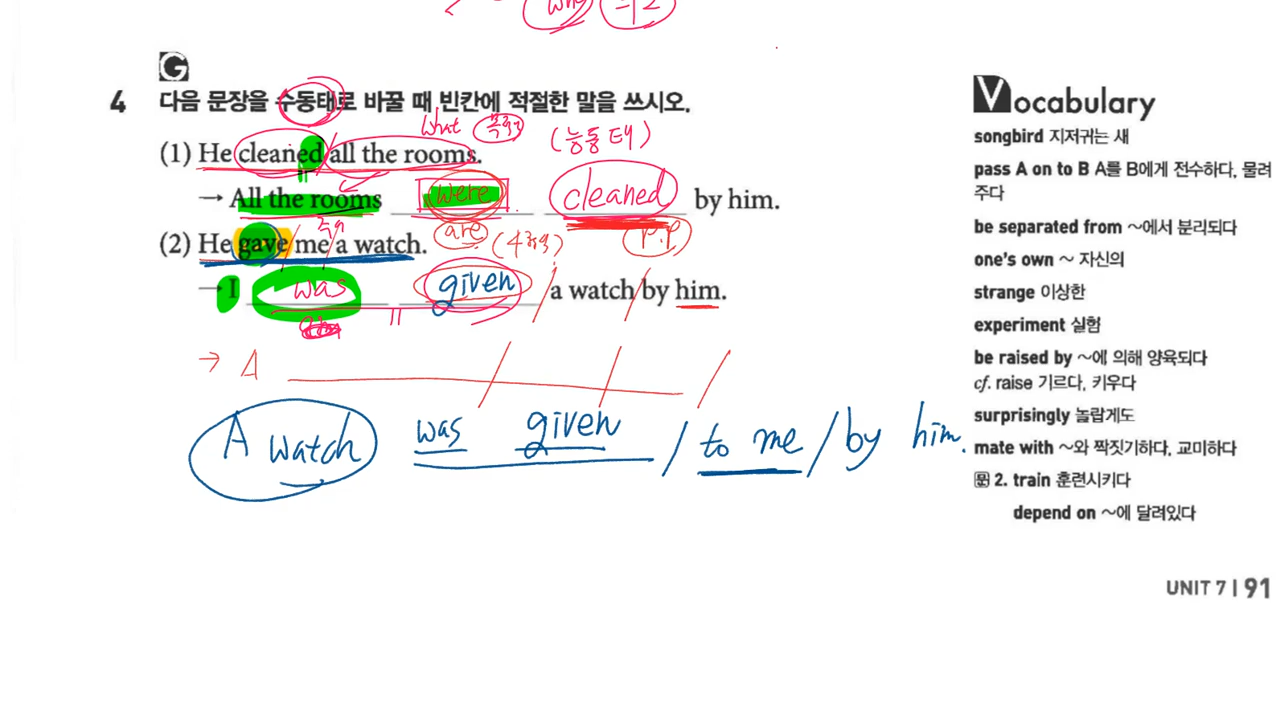 why
G
4 다음 문장을 수동태로 바꿀 때 빈칸에 적절한 말을 쓰시오.
What 목적어 (능동태)
(1) He cleaned all the rooms.
→ All the rooms were cleaned by him.
are p.p
(2) He gave me a watch.
→ I was given a watch by him.
→ A
A watch was given / to me / by him.
Vocabulary
songbird 지저귀는 새
pass A on to B A를 B에게 전수하다, 물려
주다
be separated from ~에서 분리되다
one's own ~ 자신의
strange 이상한
experiment 실험
be raised by ~에 의해 양육되다
cf. raise 기르다, 키우다
surprisingly 놀랍게도
mate with ~와 짝짓기하다, 교미하다
문 2. train 훈련시키다
depend on ~에 달려있다
UNIT 7 | 91